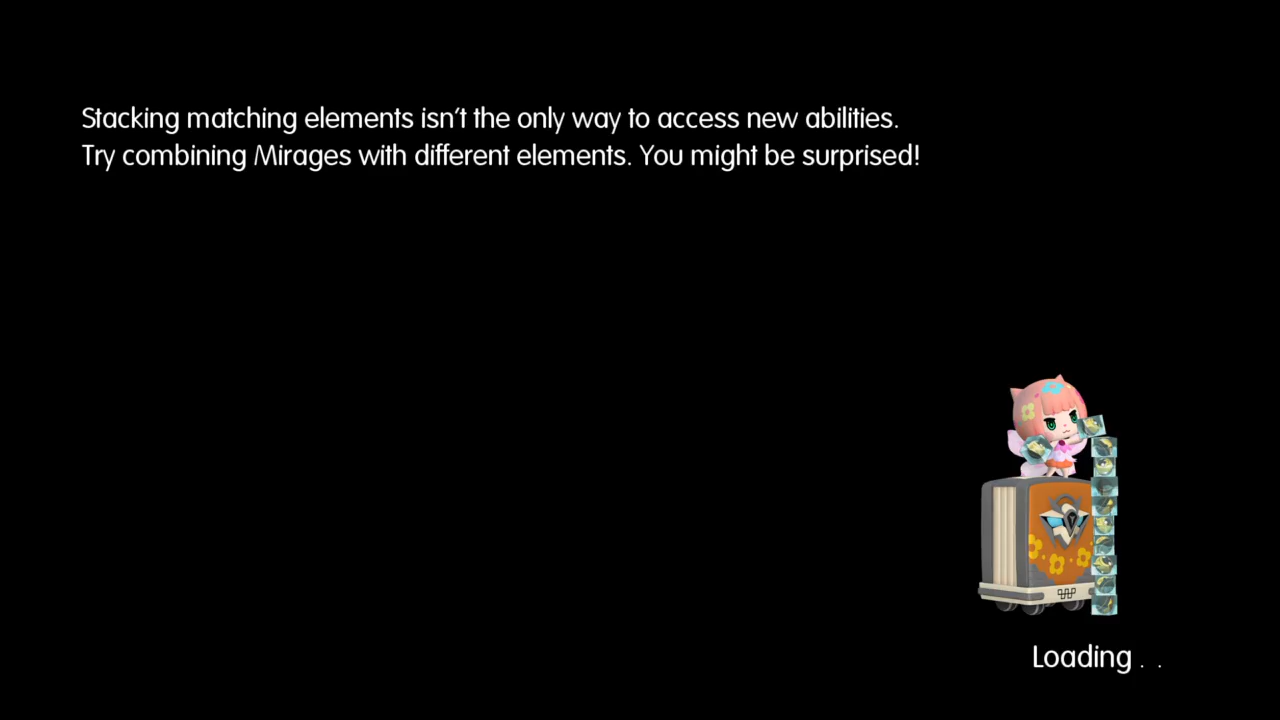 Stacking matching elements isn't the only way to access new abilities.
Try combining Mirages with different elements. You might be surprised!
Loading . .